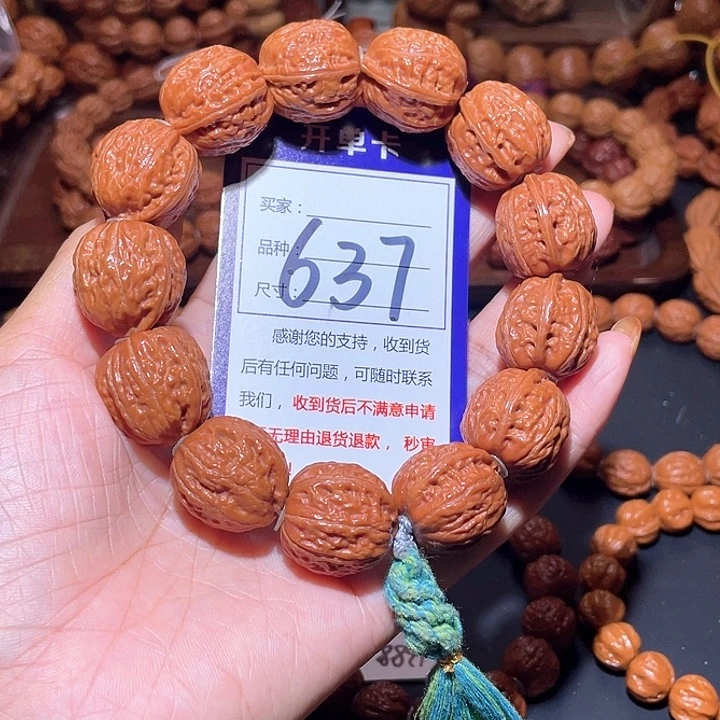 开单卡
买家：
品种：
尺寸：
637
感谢您的支持，收到货
后有任何问题，可随时联系
我们，收到货后不满意申请
无理由退货退款，秒审
！